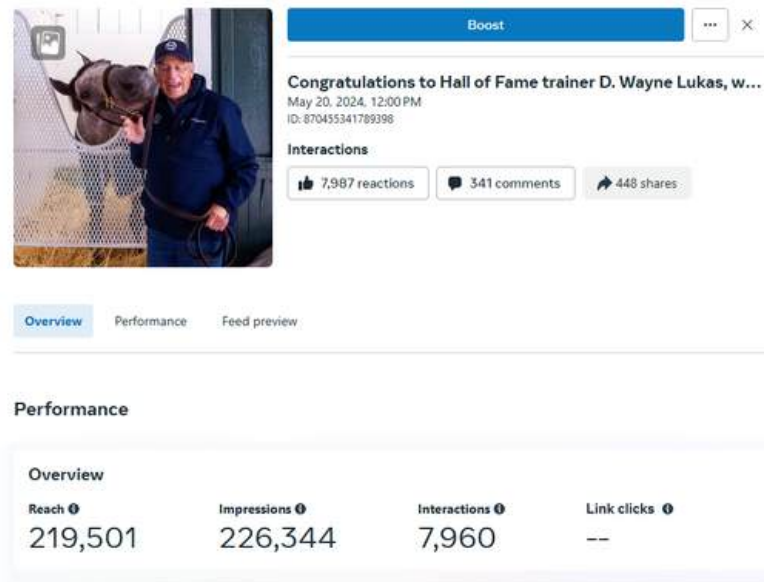 Boost
Congratulations to Hall of Fame trainer D. Wayne Lukas, w...
May 20, 2024, 12:00 PM
ID: 870455341789398
Interactions
7,987 reactions 341 comments 448 shares
Overview Performance Feed preview
Performance
Overview
Reach Impressions Interactions Link clicks
219,501 226,344 7,960 --